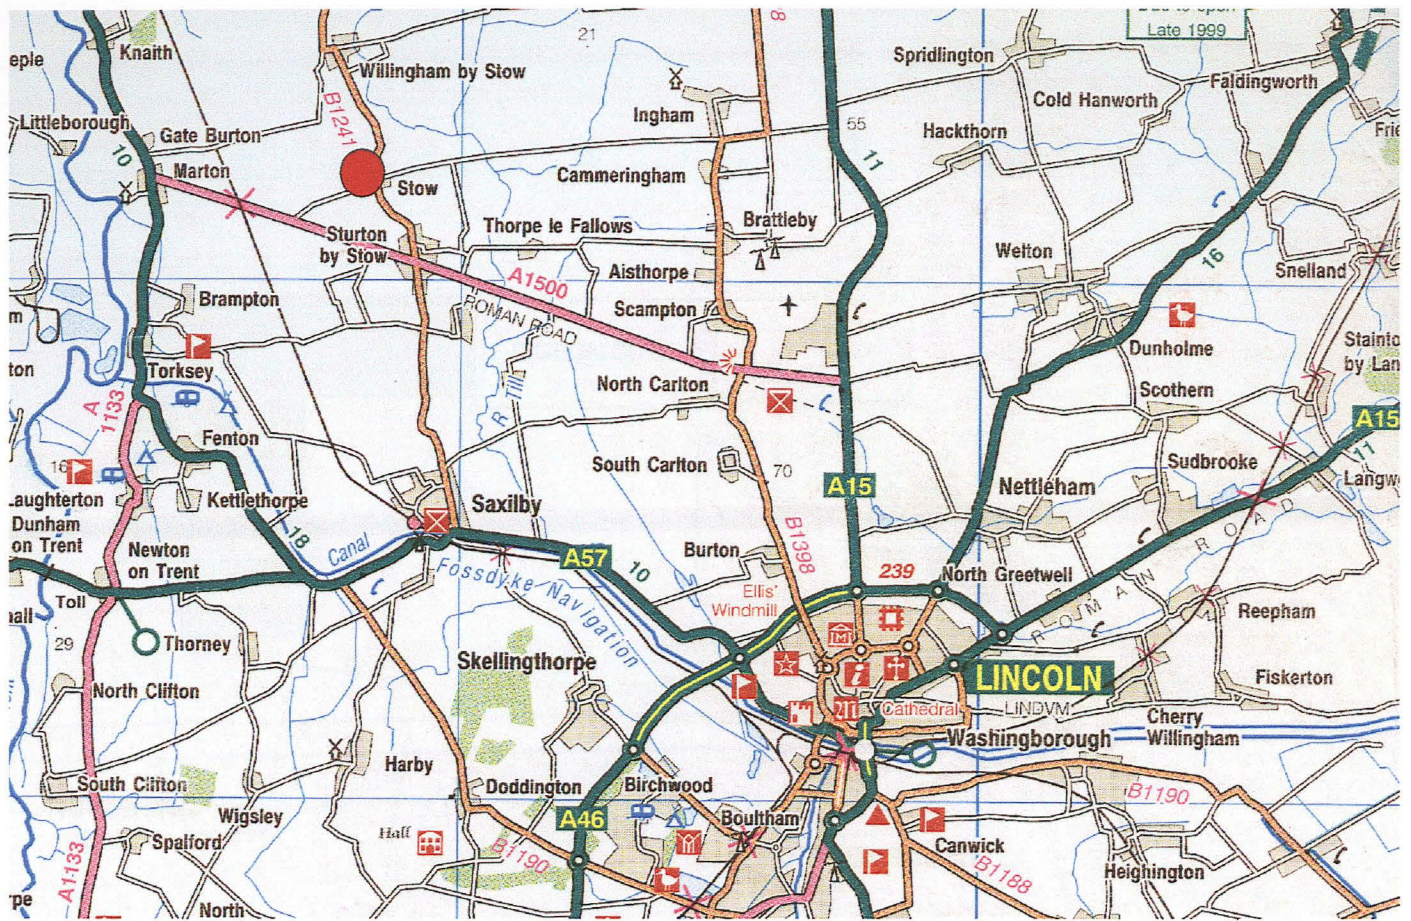 Late 1999
eple
Knaith
21
Willingham by Stow
Spridlington
Faldingworth
Cold Hanworth
Littleborough
Gate Burton
B1241
Ingham
55
Hackthorn
10
Marton
11
Stow
Cammeringham
Thorpe le Fallows
Brattleby
Sturton
by Stow
Welton
16
Snelland
A1500
Aisthorpe
Brampton
ROMAN ROAD
Scampton
Torksey
Dunholme
by Lan
ton
North Carlton
Scothern
R Till
A
1133
A15
11
Fenton
16
South Carlton
70
Sudbrooke
Laughterton
Kettlethorpe
Saxilby
A15
Nettleham
Langw
Dunham
on Trent
18
Canal
B1398
ROAD
Newton
on Trent
A57
10
Burton
Fossdyke Navigation
239
North Greetwell
ROMAN
Toll
Ellis'
Windmill
Reepham
29
Thorney
Skellingthorpe
North Clifton
LINCOLN
Fiskerton
Cathedral
LINDVM
Cherry
Willingham
Washingborough
South Clifton
Harby
Doddington
Birchwood
B1190
Wigsley
A46
Boultham
Spalford
Hall
Canwick
B1190
B1188
Heighington
A1133
North